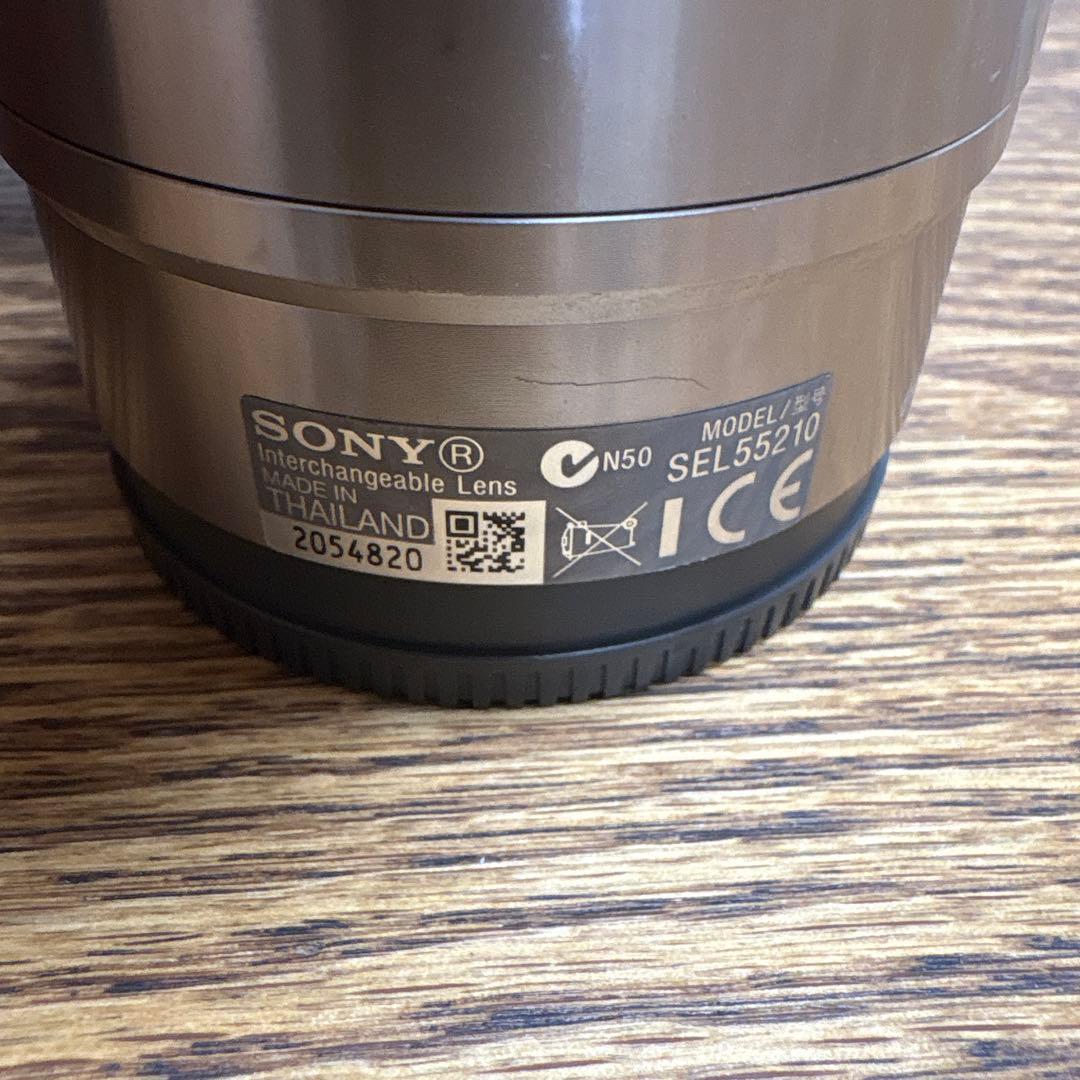 SONY®
Interchangeable Lens
MADE IN
THAILAND
2054820
N50
MODEL/型号
SEL55210
CE